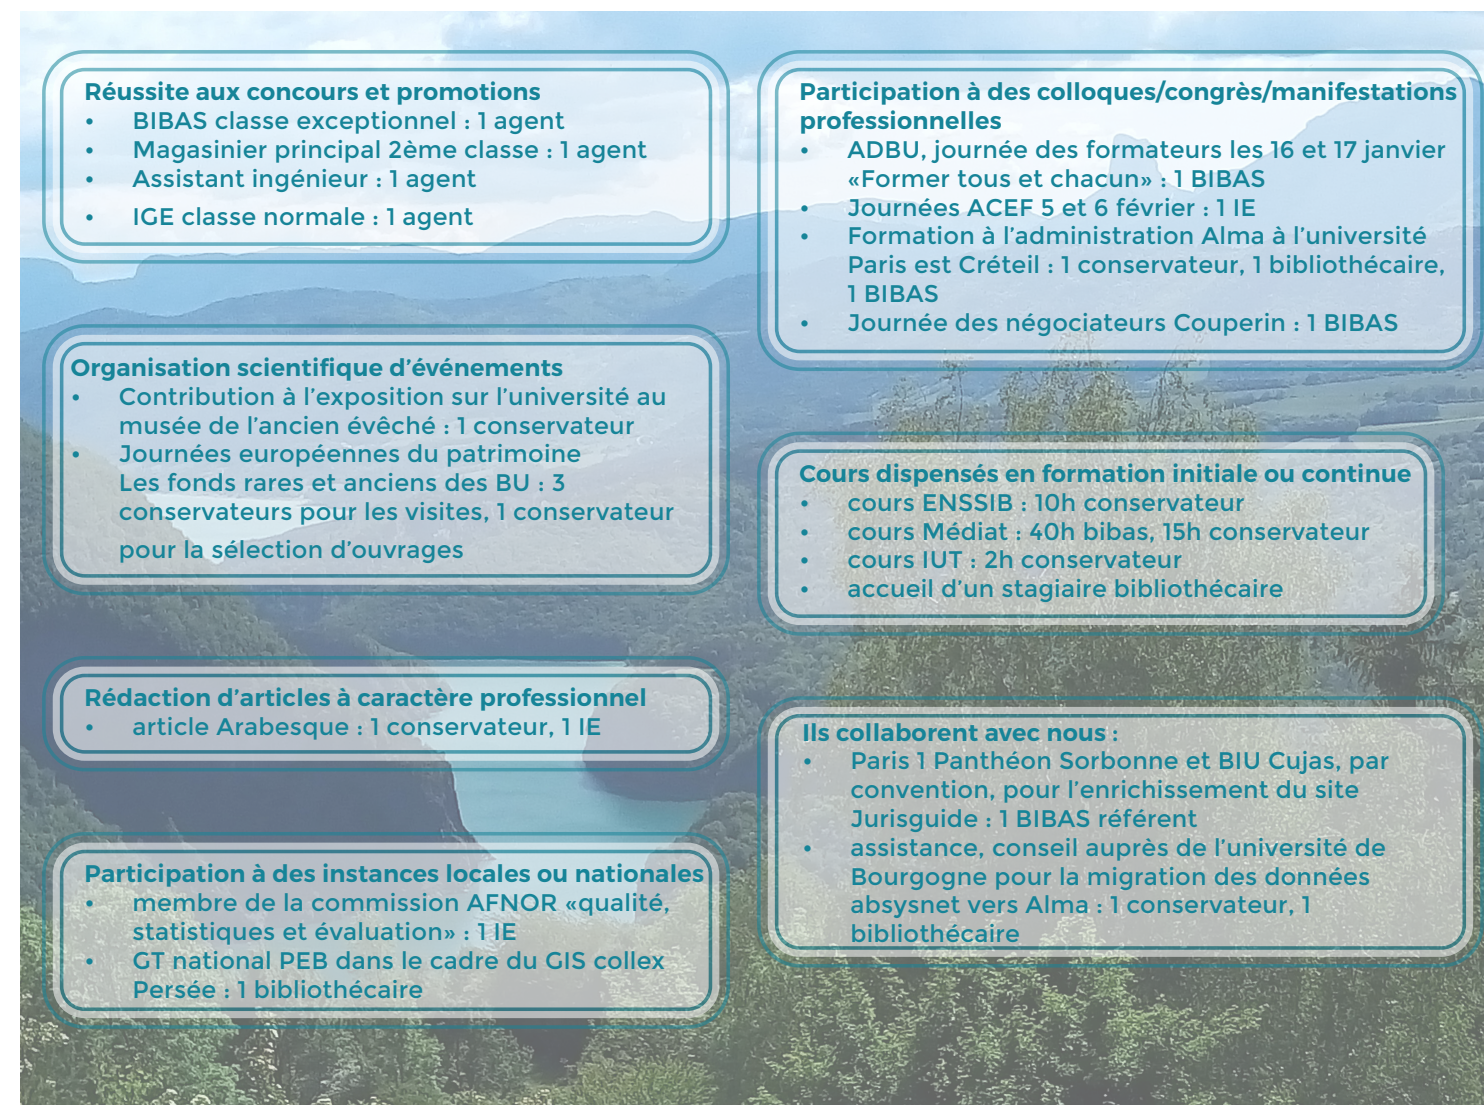 Réussite aux concours et promotions
• BIBAS classe exceptionnel : 1 agent
• Magasinier principal 2ème classe : 1 agent
• Assistant ingénieur : 1 agent
• IGE classe normale : 1 agent
Organisation scientifique d’événements
• Contribution à l’exposition sur l’université au
musée de l’ancien évêché : 1 conservateur
• Journées européennes du patrimoine
Les fonds rares et anciens des BU : 3
conservateurs pour les visites, 1 conservateur
pour la sélection d’ouvrages
Rédaction d’articles à caractère professionnel
• article Arabesque : 1 conservateur, 1 IE
Participation à des instances locales ou nationales
• membre de la commission AFNOR «qualité,
statistiques et évaluation» : 1 IE
• GT national PEB dans le cadre du GIS collex
Persée : 1 bibliothécaire
Participation à des colloques/congrès/manifestations
professionnelles
• ADBU, journée des formateurs les 16 et 17 janvier
«Former tous et chacun» : 1 BIBAS
• Journées ACEF 5 et 6 février : 1 IE
• Formation à l’administration Alma à l’université
Paris est Créteil : 1 conservateur, 1 bibliothécaire,
1 BIBAS
• Journée des négociateurs Couperin : 1 BIBAS
Cours dispensés en formation initiale ou continue
• cours ENSSIB : 10h conservateur
• cours Médiat : 40h bibas, 15h conservateur
• cours IUT : 2h conservateur
• accueil d’un stagiaire bibliothécaire
Ils collaborent avec nous :
• Paris 1 Panthéon Sorbonne et BIU Cujas, par
convention, pour l’enrichissement du site
Jurisguide : 1 BIBAS référent
• assistance, conseil auprès de l’université de
Bourgogne pour la migration des données
absysnet vers Alma : 1 conservateur, 1
bibliothécaire